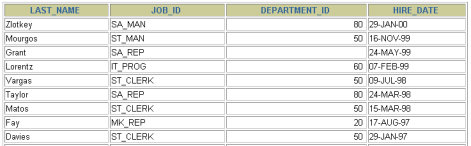 LAST_NAME JOB_ID DEPARTMENT_ID HIRE_DATE
Zlotkey SA_MAN 80 29-JAN-00
Mourgos ST_MAN 50 16-NOV-99
Grant SA_REP 24-MAY-99
Lorentz IT_PROG 60 07-FEB-99
Vargas ST_CLERK 50 09-JUL-98
Taylor SA_REP 80 24-MAR-98
Matos ST_CLERK 50 15-MAR-98
Fay MK_REP 20 17-AUG-97
Davies ST_CLERK 50 29-JAN-97